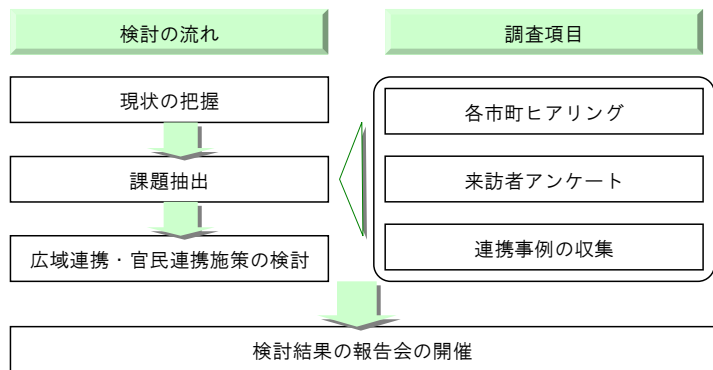 検討の流れ
調査項目
現状の把握
課題抽出
広域連携・官民連携施策の検討
各市町ヒアリング
来訪者アンケート
連携事例の収集
検討結果の報告会の開催